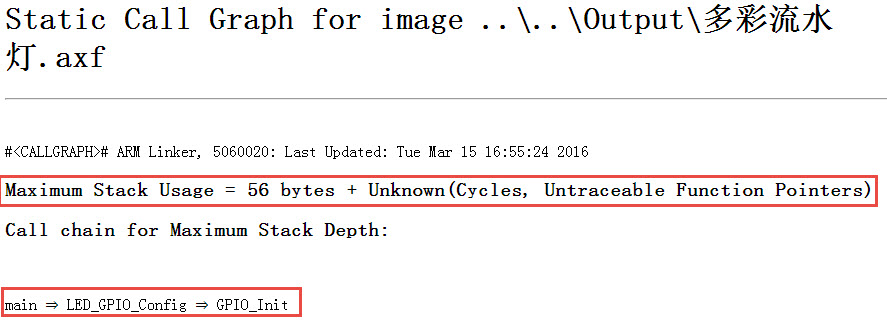 Static Call Graph for image ..\..\Output\多彩流水
灯.axf
#<CALLGRAPH># ARM Linker, 5060020: Last Updated: Tue Mar 15 16:55:24 2016
Maximum Stack Usage = 56 bytes + Unknown(Cycles, Untraceable Function Pointers)
Call chain for Maximum Stack Depth:
main ⇒ LED_GPIO_Config ⇒ GPIO_Init